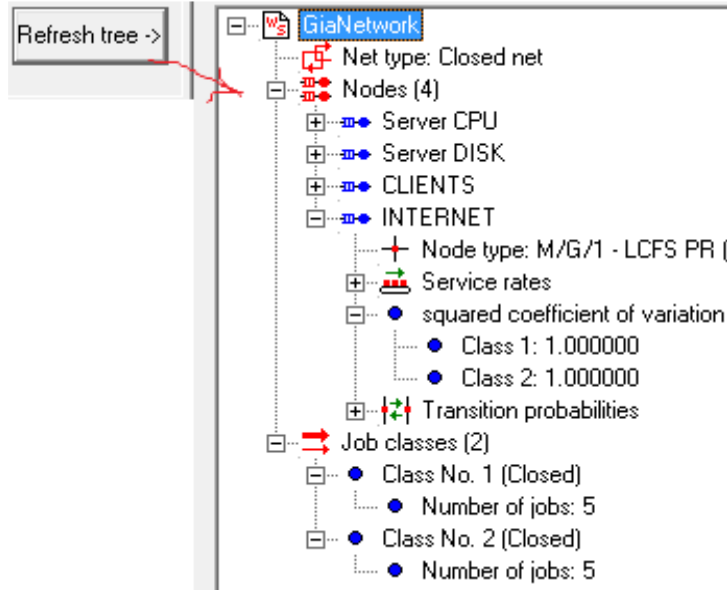 Refresh tree ->
GiaNetwork
Net type: Closed net
Nodes (4)
Server CPU
Server DISK
CLIENTS
INTERNET
Node type: M/G/1 - LCFS PR (
Service rates
squared coefficient of variation
Class 1: 1.000000
Class 2: 1.000000
Transition probabilities
Job classes (2)
Class No. 1 (Closed)
Number of jobs: 5
Class No. 2 (Closed)
Number of jobs: 5